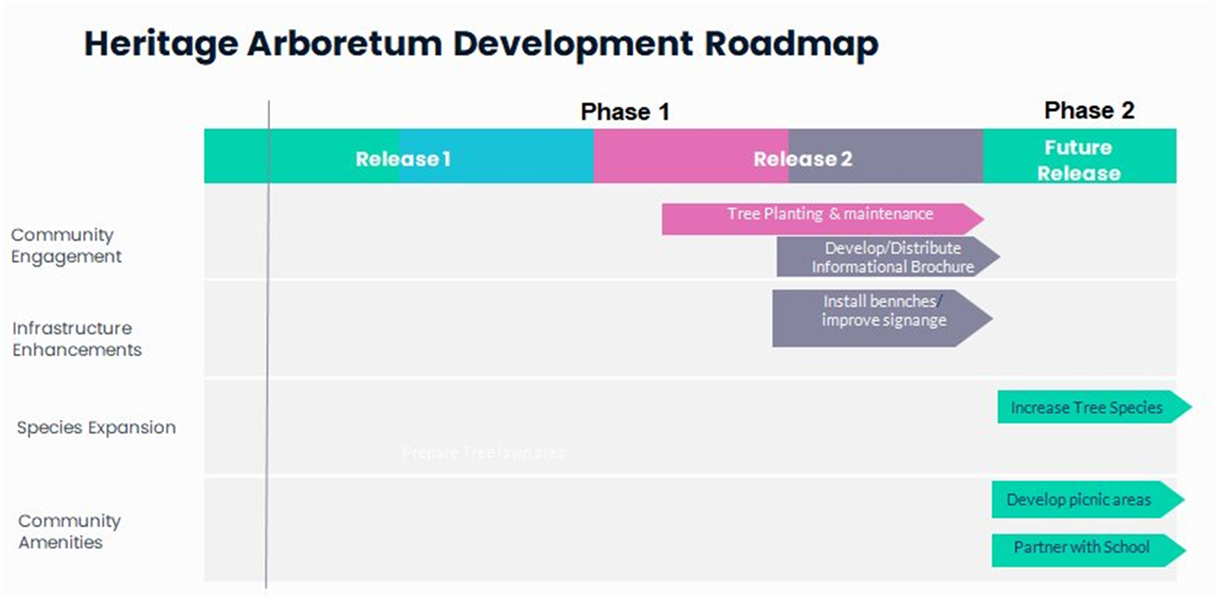 Heritage Arboretum Development Roadmap
Phase 1
Phase 2
Release 1
Release 2
Future
Release
Community
Engagement
Tree Planting & maintenance
Develop/Distribute
Informational Brochure
Infrastructure
Enhancements
Install bennches/
improve signange
Species Expansion
Increase Tree Species
Prepare Tree lawn area
Community
Amenities
Develop picnic areas
Partner with School